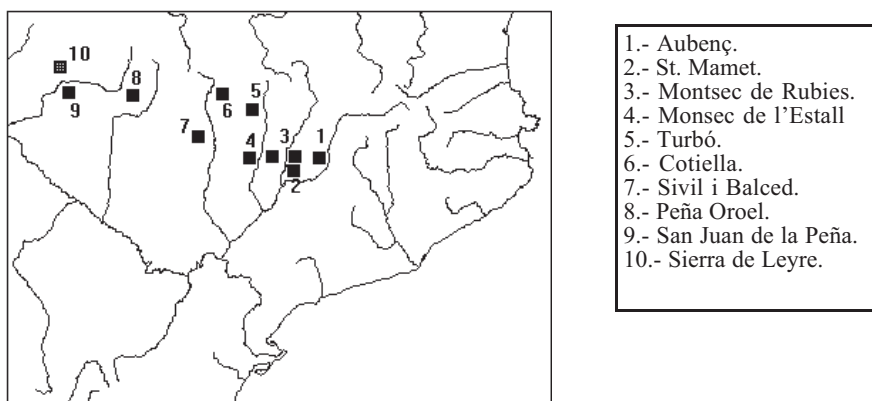 10
8
9
6
5
7
4
3
1
2
1.- Aubenç.
2.- St. Mamet.
3.- Montsec de Rubies.
4.- Monsec de l'Estall
5.- Turbó.
6.- Cotiella.
7.- Sivil i Balced.
8.- Peña Oroel.
9.- San Juan de la Peña.
10.- Sierra de Leyre.